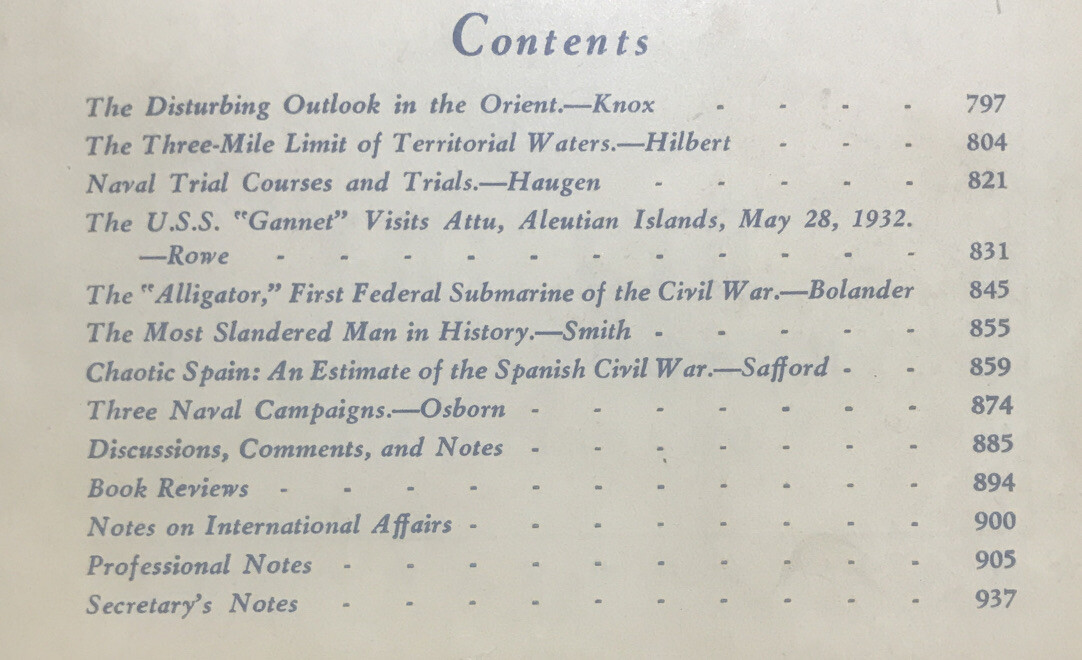 Contents
The Disturbing Outlook in the Orient.—Knox - - - - 797
The Three-Mile Limit of Territorial Waters.—Hilbert - - - 804
Naval Trial Courses and Trials.—Haugen - - - - - 821
The U.S.S. "Gannet" Visits Attu, Aleutian Islands, May 28, 1932.
—Rowe - - - - - - - - - - - 831
The "Alligator," First Federal Submarine of the Civil War.—Bolander 845
The Most Slandered Man in History.—Smith - - - - - 855
Chaotic Spain: An Estimate of the Spanish Civil War.—Safford - - 859
Three Naval Campaigns.—Osborn - - - - - - - 874
Discussions, Comments, and Notes - - - - - - - 885
Book Reviews - - - - - - - - - - - 894
Notes on International Affairs - - - - - - - - 900
Professional Notes - - - - - - - - - - 905
Secretary's Notes - - - - - - - - - - 937